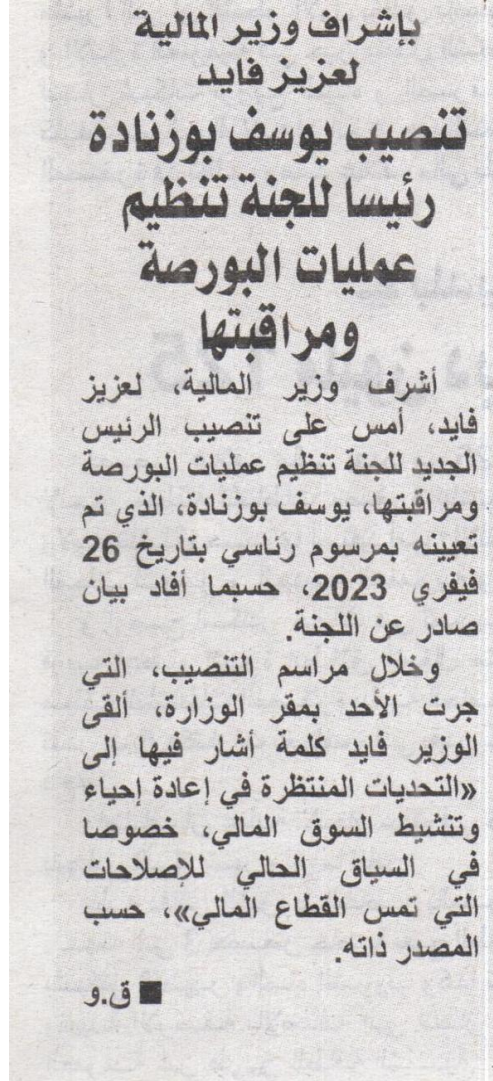 بإشراف وزير المالية
لعزيز فايد
تنصيب يوسف بوزنادة
رئيسا للجنة تنظيم
عمليات البورصة
ومراقبتها
أشرف وزير المالية، لعزيز
فايد، أمس على تنصيب الرئيس
الجديد للجنة تنظيم عمليات البورصة
ومراقبتها، يوسف بوزنادة، الذي تم
تعيينه بمرسوم رئاسي بتاريخ 26
فيفري 2023، حسبما أفاد بيان
صادر عن اللجنة.
وخلال مراسم التنصيب، التي
جرت الأحد بمقر الوزارة، ألقى
الوزير فايد كلمة أشار فيها إلى
«التحديات المنتظرة في إعادة إحياء
وتنشيط السوق المالي، خصوصا
في السياق الحالي للإصلاحات
التي تمس القطاع المالي»، حسب
المصدر ذاته.
■ ق.و